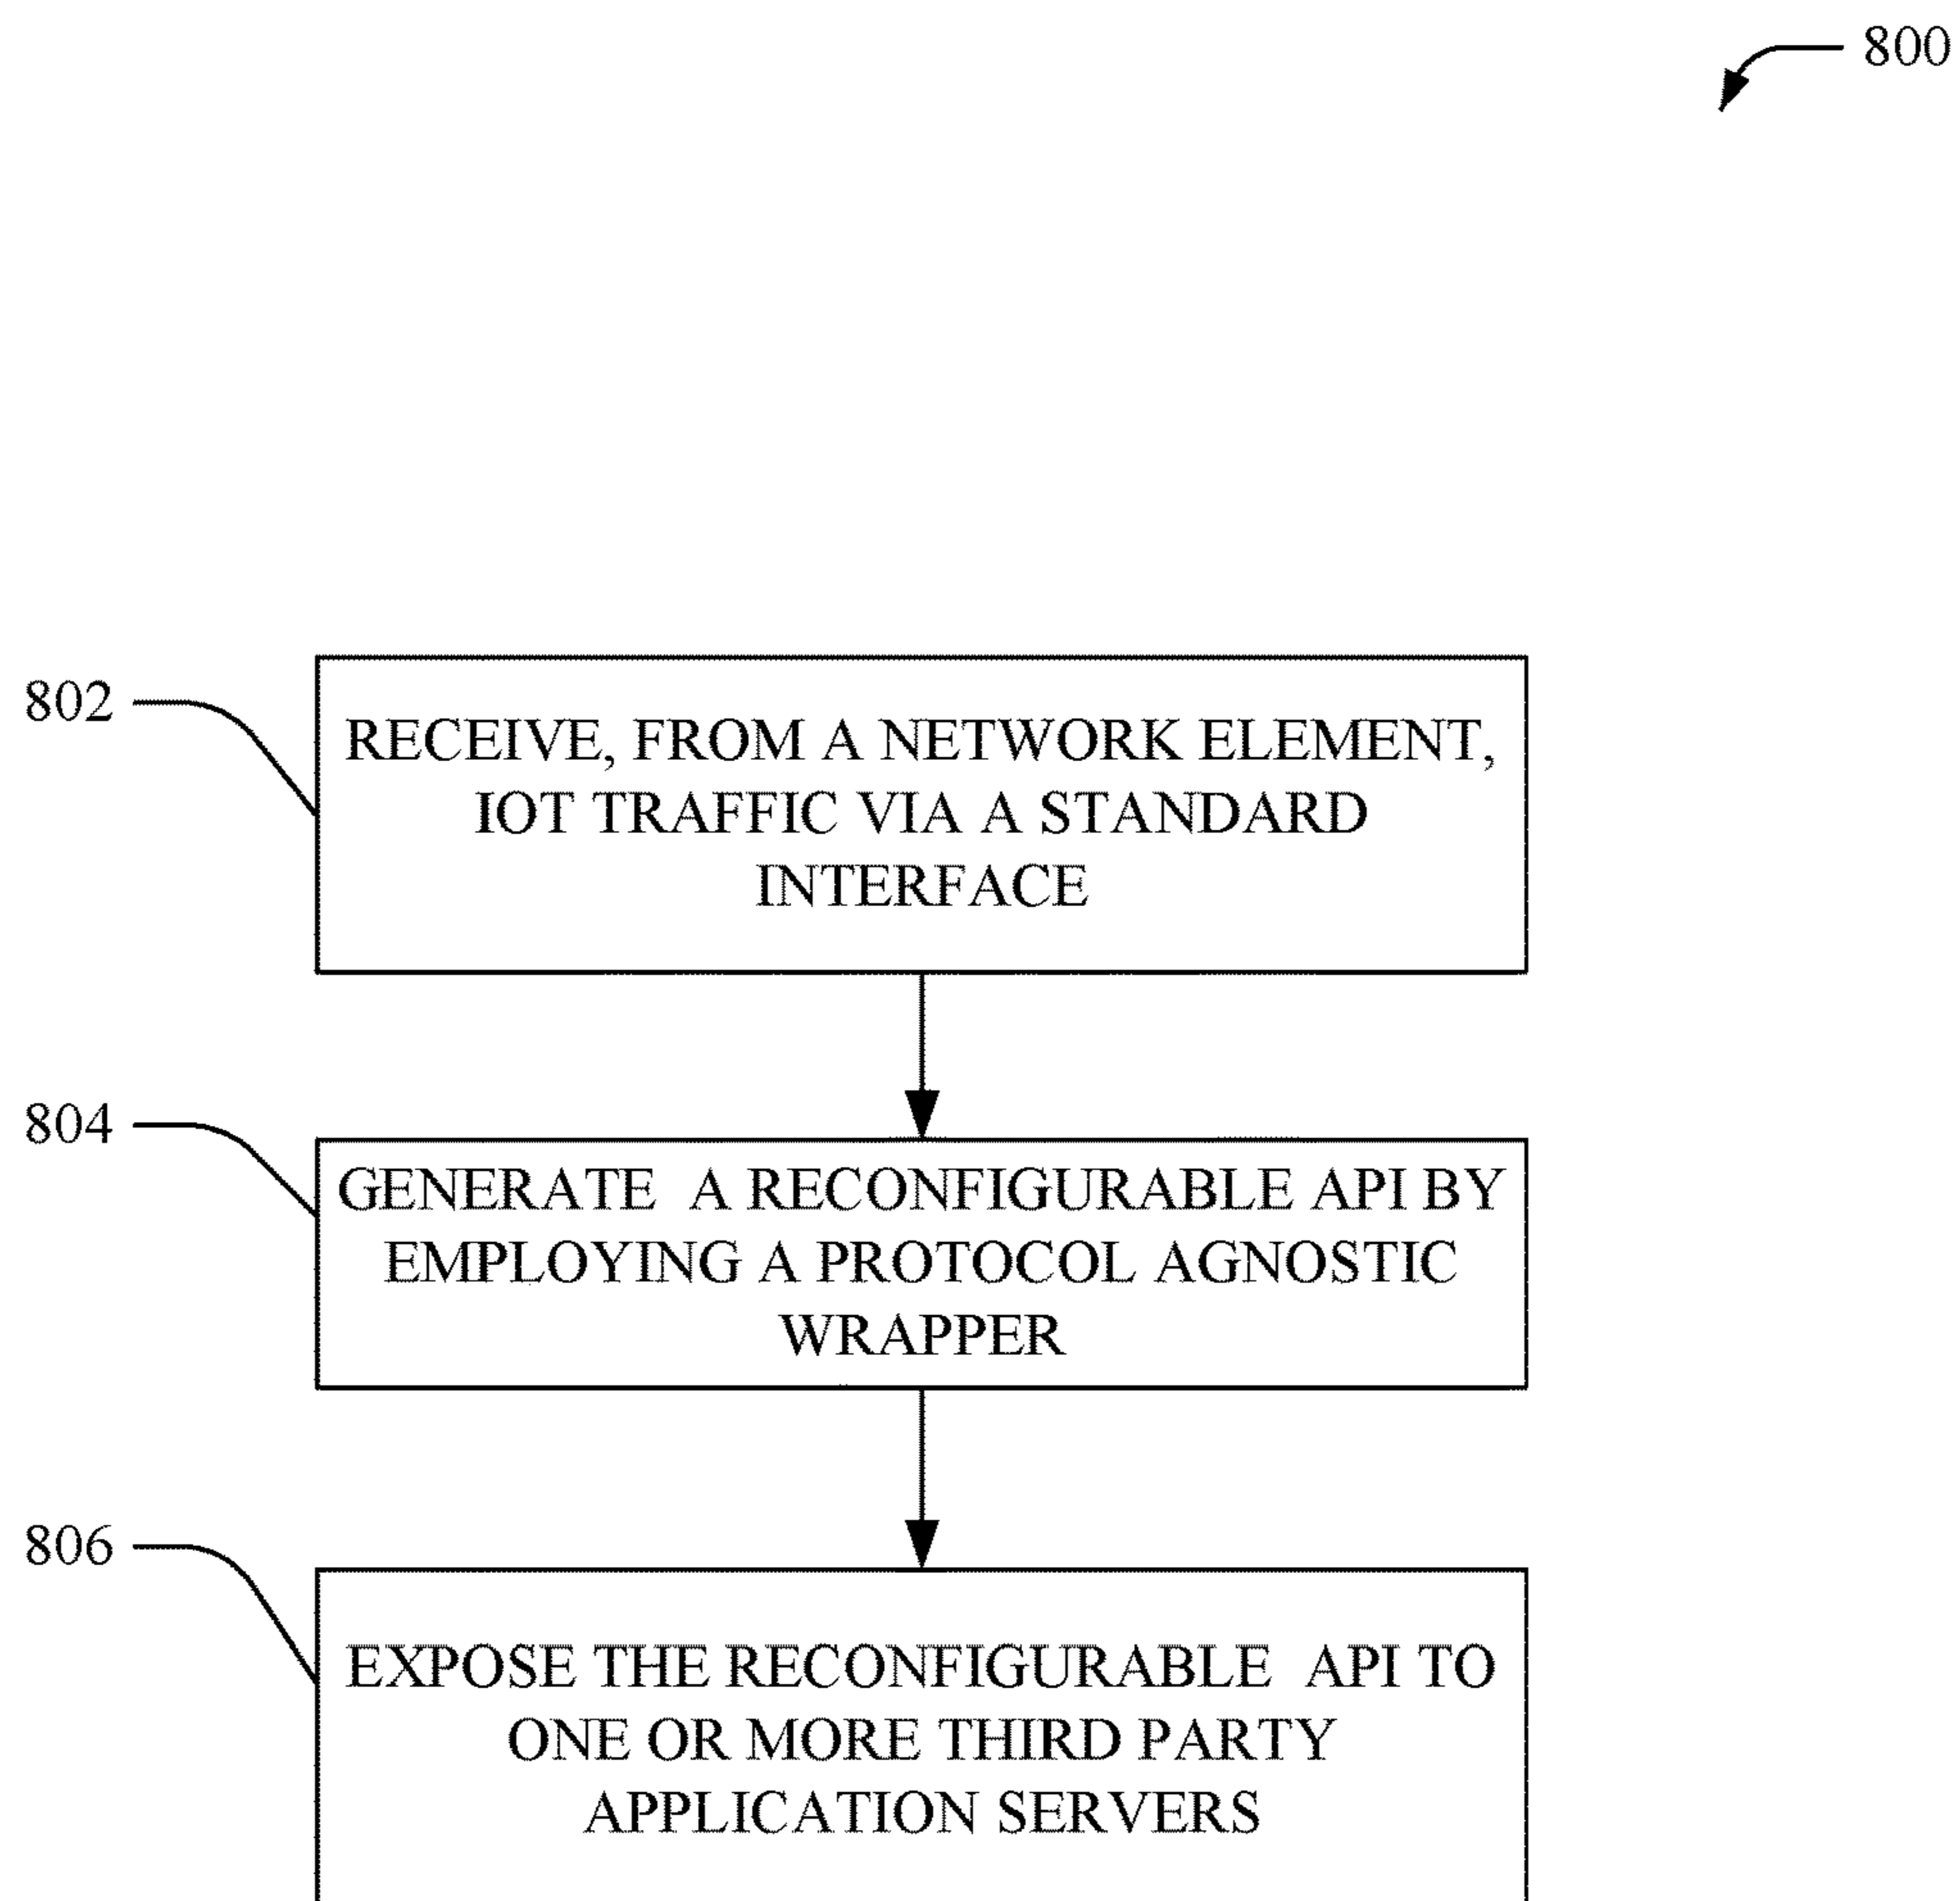 800
802
RECEIVE, FROM A NETWORK ELEMENT,
IOT TRAFFIC VIA A STANDARD
INTERFACE
804
GENERATE A RECONFIGURABLE API BY
EMPLOYING A PROTOCOL AGNOSTIC
WRAPPER
806
EXPOSE THE RECONFIGURABLE API TO
ONE OR MORE THIRD PARTY
APPLICATION SERVERS